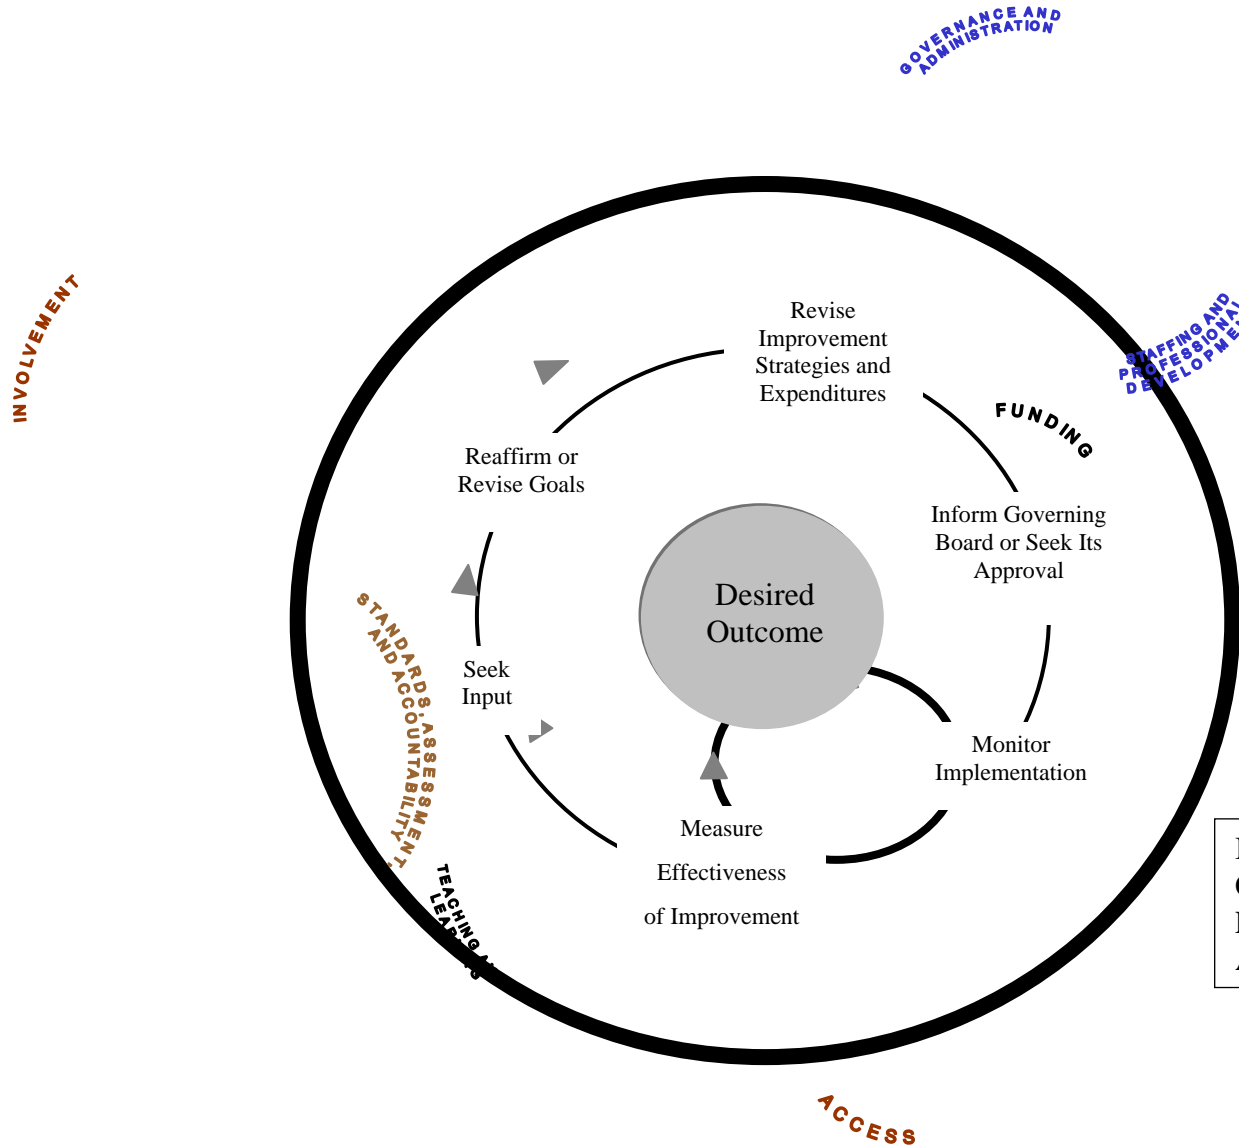 GOVERNANCE AND
ADMINISTRATION
INVOLVEMENT
STAFFING AND
PROFESSIONAL
Revise
Improvement
Strategies and
Expenditures
FUNDING
Reaffirm or
Revise Goals
Inform Governing
Board or Seek Its
Approval
Desired
Outcome
STANDARDS, ASSESSMENT,
AND ACCOUNTABILITY
Seek
Input
Monitor
Implementation
Measure
Effectiveness
of Improvement
TEACHING
ACCESS